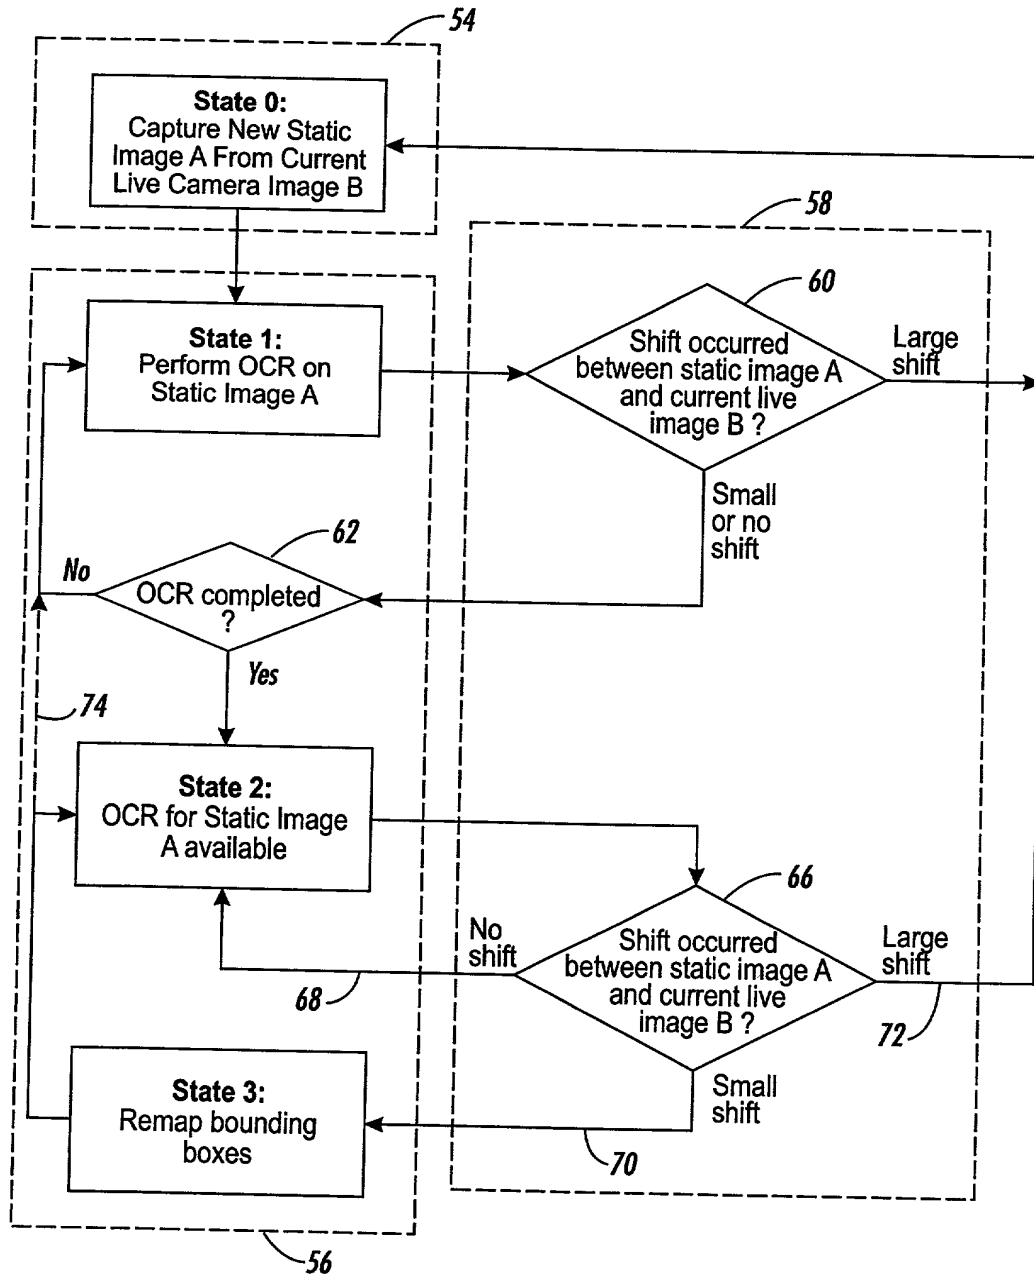 54
State 0:
Capture New Static
Image A From Current
Live Camera Image B
58
60
State 1:
Perform OCR on
Static Image A
Shift occurred
between static image A
and current live
image B ?
Large
shift
Small
or no
shift
62
No
OCR completed
?
Yes
74
State 2:
OCR for Static Image
A available
66
No
shift
Shift occurred
between static image A
and current live
image B ?
Large
shift
68
72
State 3:
Remap bounding
boxes
Small
shift
70
56